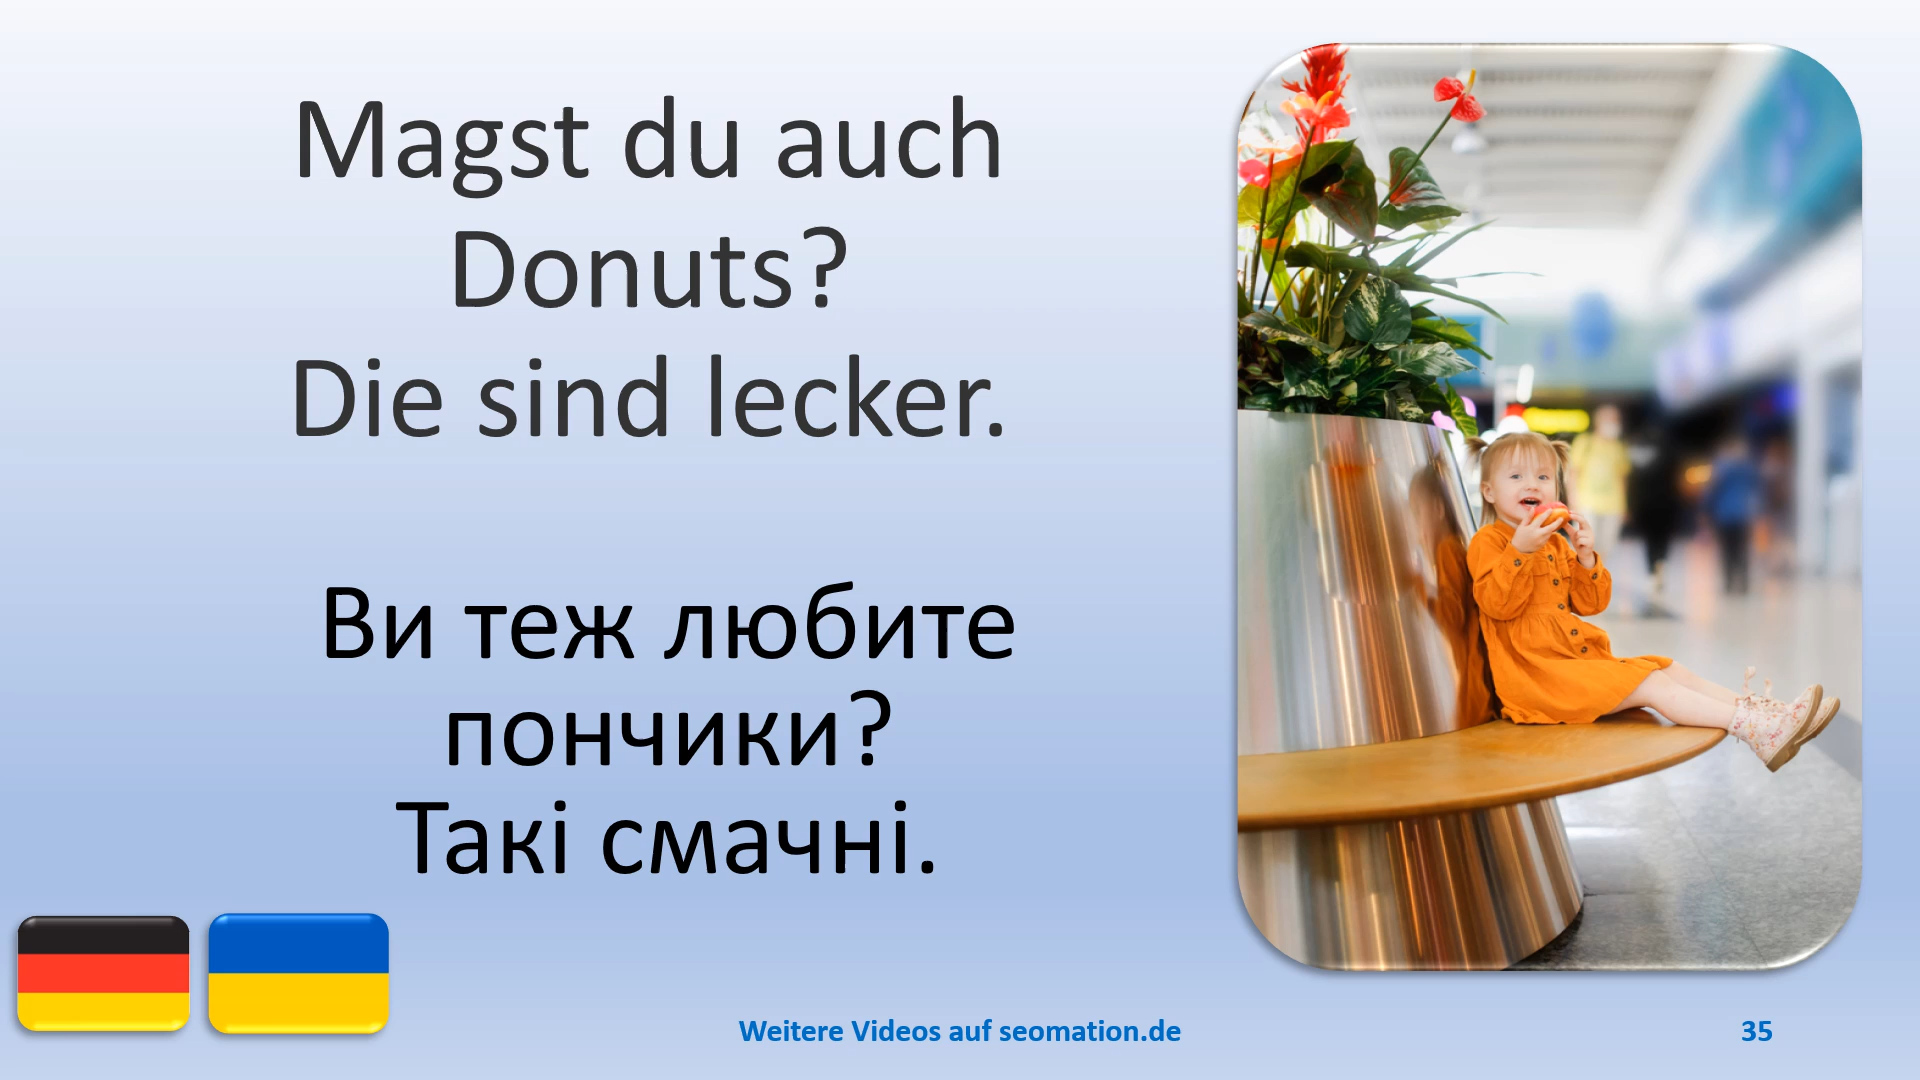 Magst du auch
Donuts?
Die sind lecker.
Ви теж любите
пончики?
Такі смачні.
Weitere Videos auf seomation.de
35